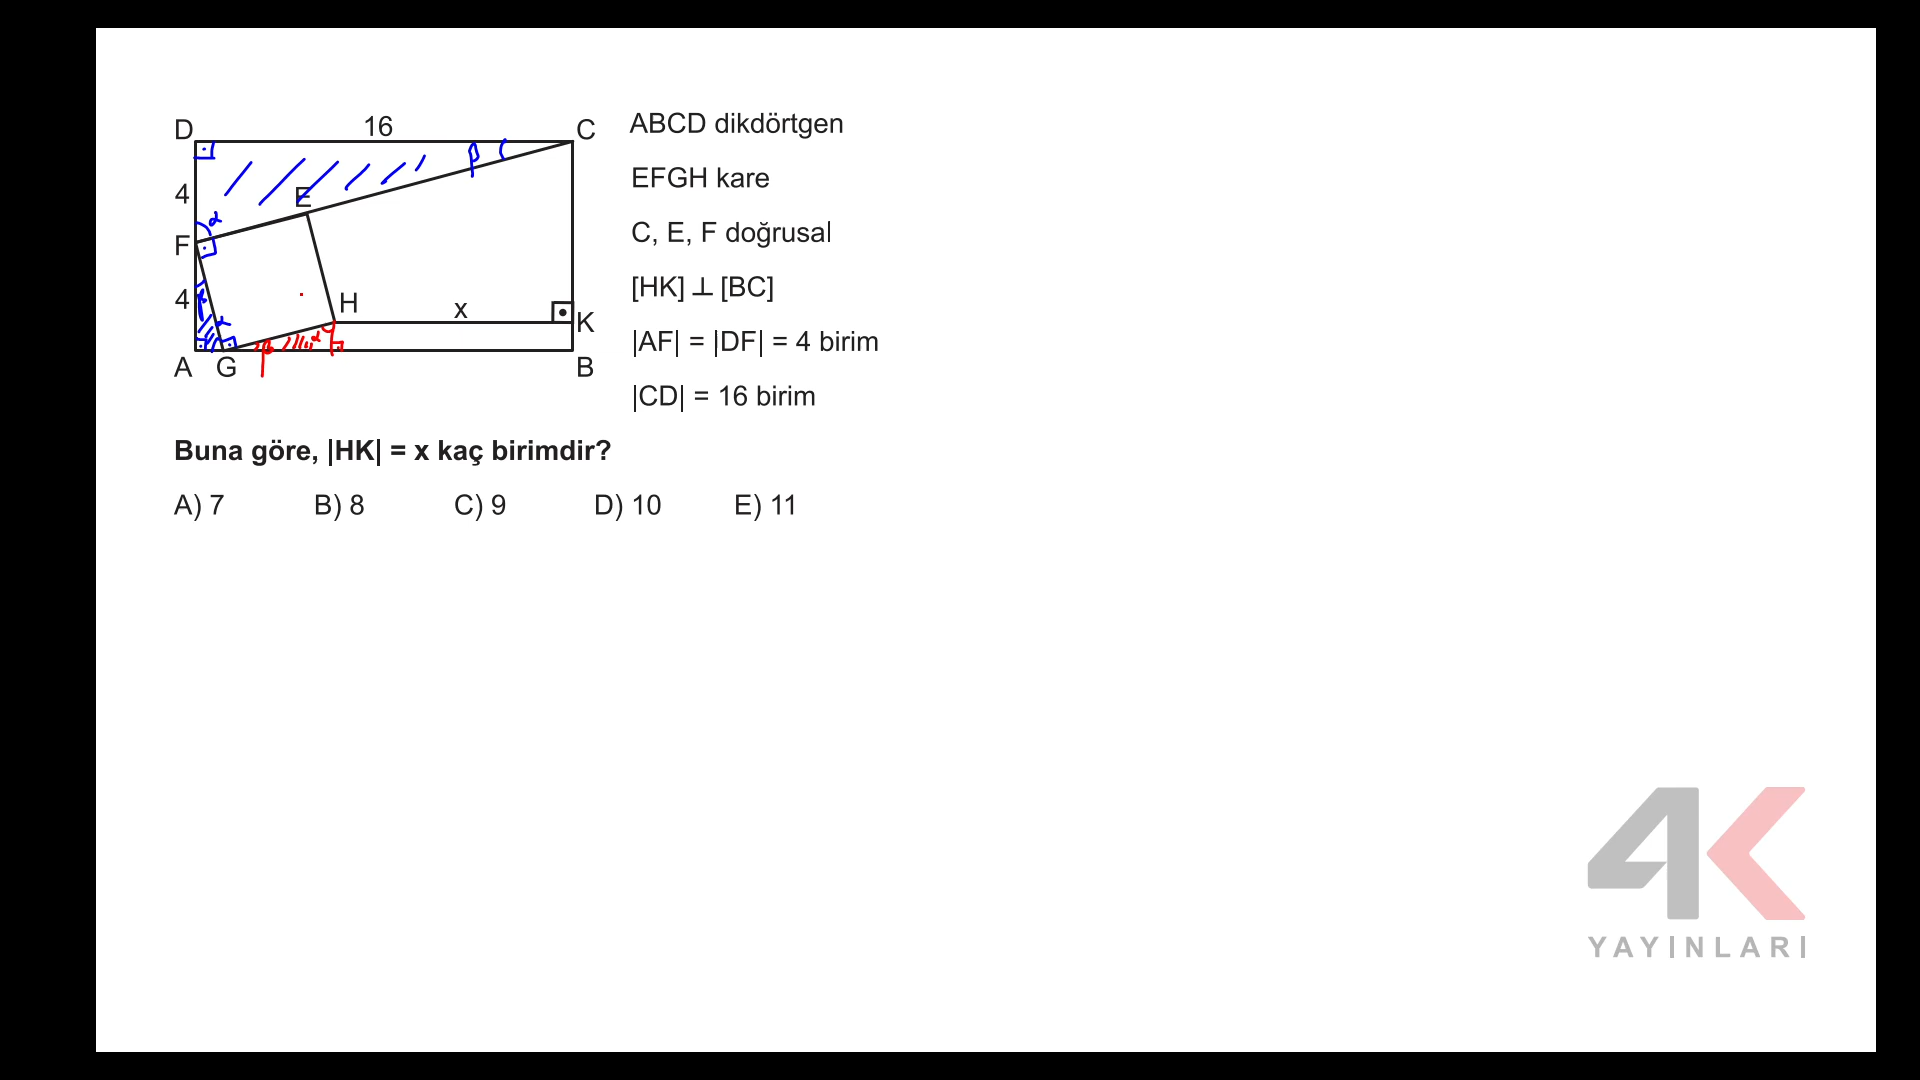 D 16 C
4
E
α
β
F
4
α
α
H
x
K
β
α
A G B
ABCD dikdörtgen
EFGH kare
C, E, F doğrusal
[HK] ⊥ [BC]
|AF| = |DF| = 4 birim
|CD| = 16 birim
Buna göre, |HK| = x kaç birimdir?
A) 7 B) 8 C) 9 D) 10 E) 11
4K
YAYINLARI